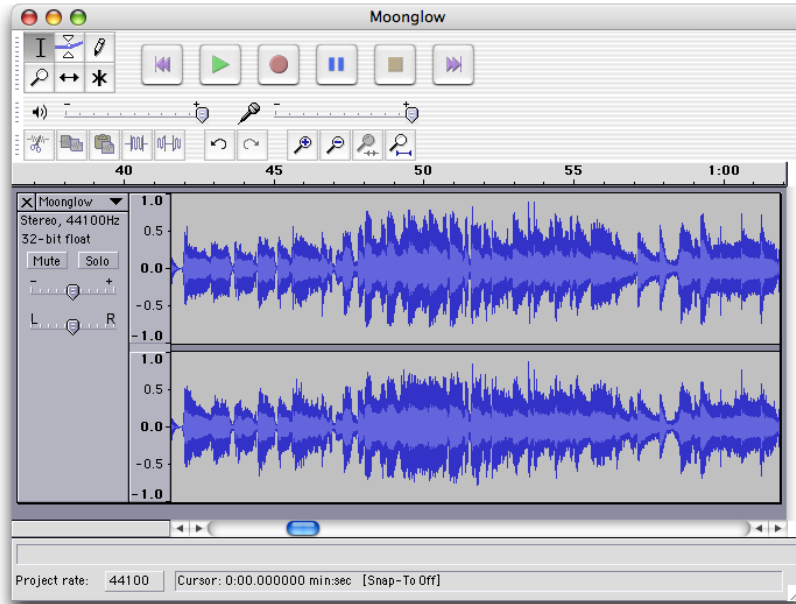 Moonglow
- +
- +
40 45 50 55 1:00
X Moonglow
Stereo, 44100Hz
32-bit float
Mute Solo
- +
L R
1.0
0.5
0.0
-0.5
-1.0
1.0
0.5
0.0
-0.5
-1.0
Project rate: 44100 Cursor: 0:00.000000 min:sec [Snap-To Off]